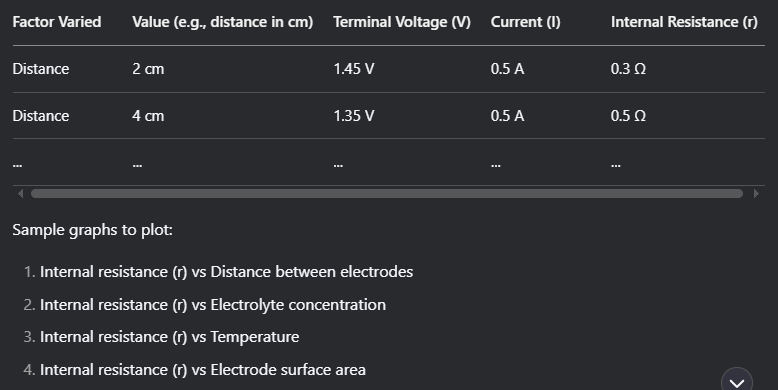 Factor Varied Value (e.g., distance in cm) Terminal Voltage (V) Current (I) Internal Resistance (r)
Distance 2 cm 1.45 V 0.5 A 0.3 Ω
Distance 4 cm 1.35 V 0.5 A 0.5 Ω
... ... ... ... ...
Sample graphs to plot:
1. Internal resistance (r) vs Distance between electrodes
2. Internal resistance (r) vs Electrolyte concentration
3. Internal resistance (r) vs Temperature
4. Internal resistance (r) vs Electrode surface area